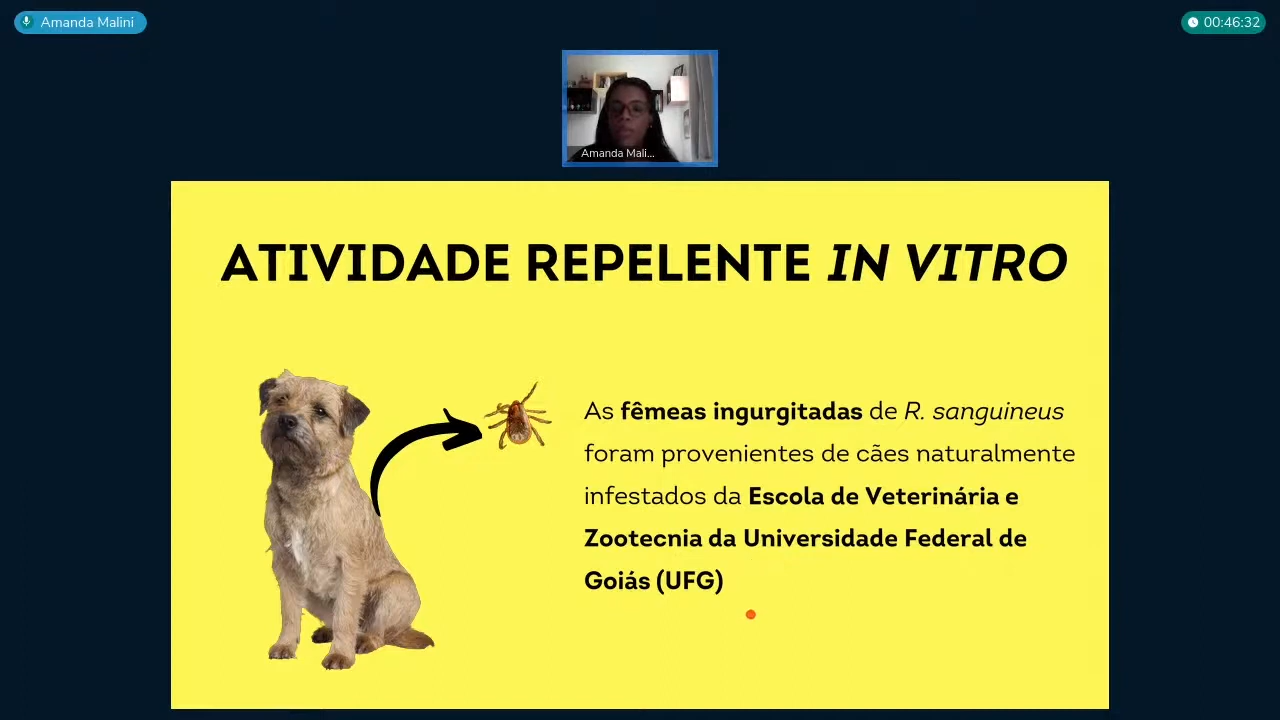 Amanda Malini
00:46:32
Amanda Mali...
ATIVIDADE REPELENTE IN VITRO
As fêmeas ingurgitadas de R. sanguineus
foram provenientes de cães naturalmente
infestados da Escola de Veterinária e
Zootecnia da Universidade Federal de
Goiás (UFG)